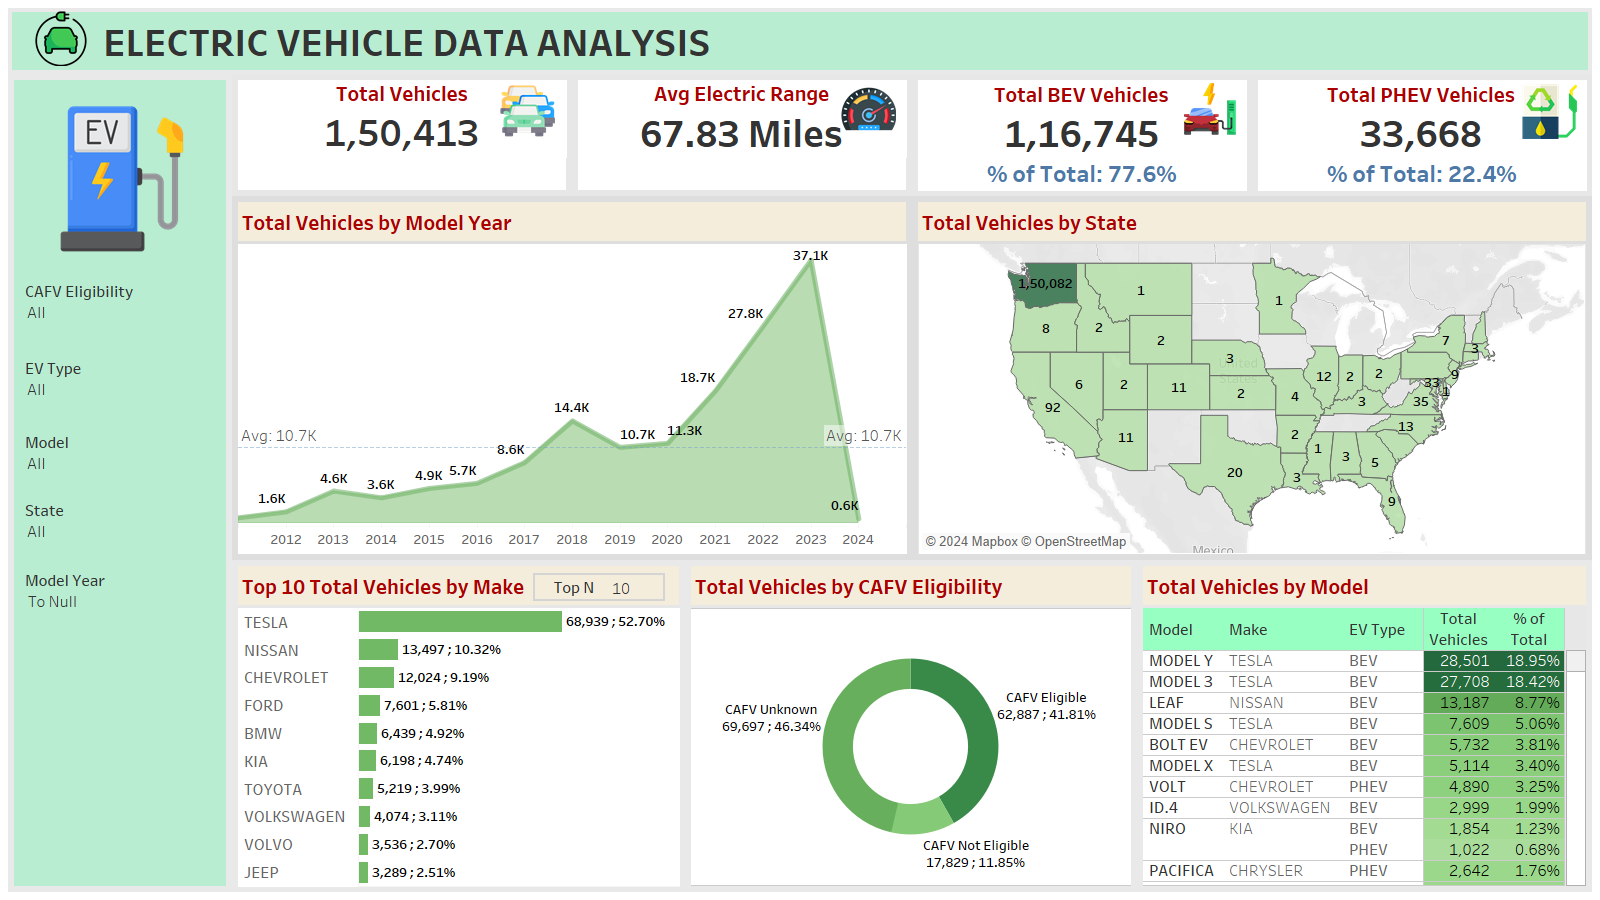 ELECTRIC VEHICLE DATA ANALYSIS
EV
CAFV Eligibility
All
EV Type
All
Model
All
State
All
Model Year
To Null
Total Vehicles
1,50,413
Avg Electric Range
67.83 Miles
Total BEV Vehicles
1,16,745
% of Total: 77.6%
Total PHEV Vehicles
33,668
% of Total: 22.4%
Total Vehicles by Model Year
37.1K
27.8K
18.7K
14.4K
10.7K 11.3K
Avg: 10.7K
Avg: 10.7K
8.6K
1.6K
4.6K
3.6K
4.9K
5.7K
0.6K
2012 2013 2014 2015 2016 2017 2018 2019 2020 2021 2022 2023 2024
Total Vehicles by State
1,50,082
1
1
8
2
2
3
7
3
6
2
11
2
4
12
2
2
33
9
1
92
3
35
11
2
13
1
3
5
20
3
9
United
States
Mexico
© 2024 Mapbox © OpenStreetMap
Top 10 Total Vehicles by Make
Top N 10
TESLA 68,939 ; 52.70%
NISSAN 13,497 ; 10.32%
CHEVROLET 12,024 ; 9.19%
FORD 7,601 ; 5.81%
BMW 6,439 ; 4.92%
KIA 6,198 ; 4.74%
TOYOTA 5,219 ; 3.99%
VOLKSWAGEN 4,074 ; 3.11%
VOLVO 3,536 ; 2.70%
JEEP 3,289 ; 2.51%
Total Vehicles by CAFV Eligibility
CAFV Eligible
62,887 ; 41.81%
CAFV Unknown
69,697 ; 46.34%
CAFV Not Eligible
17,829 ; 11.85%
Total Vehicles by Model
Model Make EV Type Total Vehicles % of Total
MODEL Y TESLA BEV 28,501 18.95%
MODEL 3 TESLA BEV 27,708 18.42%
LEAF NISSAN BEV 13,187 8.77%
MODEL S TESLA BEV 7,609 5.06%
BOLT EV CHEVROLET BEV 5,732 3.81%
MODEL X TESLA BEV 5,114 3.40%
VOLT CHEVROLET PHEV 4,890 3.25%
ID.4 VOLKSWAGEN BEV 2,999 1.99%
NIRO KIA BEV 1,854 1.23%
PHEV 1,022 0.68%
PACIFICA CHRYSLER PHEV 2,642 1.76%